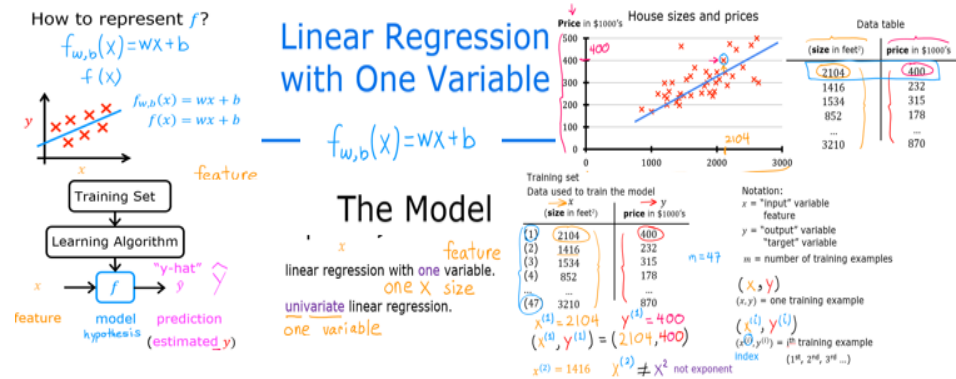 How to represent f?
f_w,b(x) = wx + b
f(x)
f_w,b(x) = wx + b
f(x) = wx + b
y
x
feature
Training Set
Learning Algorithm
"y-hat" ŷ
x
f
ŷ
feature
model
prediction
hypothesis
(estimated y)
Linear Regression
with One Variable
f_w,b(x) = wx + b
The Model
x
feature
linear regression with one variable.
one x size
univariate linear regression.
one variable
House sizes and prices
Price in $1000's
400
500
400
300
200
100
0
2104
0 1000 2000 3000
Data table
(size in feet²) price in $1000's
2104 400
1416 232
1534 315
852 178
... ...
3210 870
Training set
Data used to train the model
x y
(size in feet²) price in $1000's
(1) 2104 400
(2) 1416 232
(3) 1534 315
(4) 852 178
... ... ...
(47) 3210 870
m = 47
x⁽¹⁾ = 2104 y⁽¹⁾ = 400
(x⁽¹⁾, y⁽¹⁾) = (2104, 400)
x⁽²⁾ = 1416 x⁽²⁾ ≠ x² not exponent
Notation:
x = "input" variable
feature
y = "output" variable
"target" variable
m = number of training examples
(x, y)
(x, y) = one training example
(x⁽ⁱ⁾, y⁽ⁱ⁾)
(x⁽ⁱ⁾, y⁽ⁱ⁾) = iᵗʰ training example
index
(1ˢᵗ, 2ⁿᵈ, 3ʳᵈ ...)